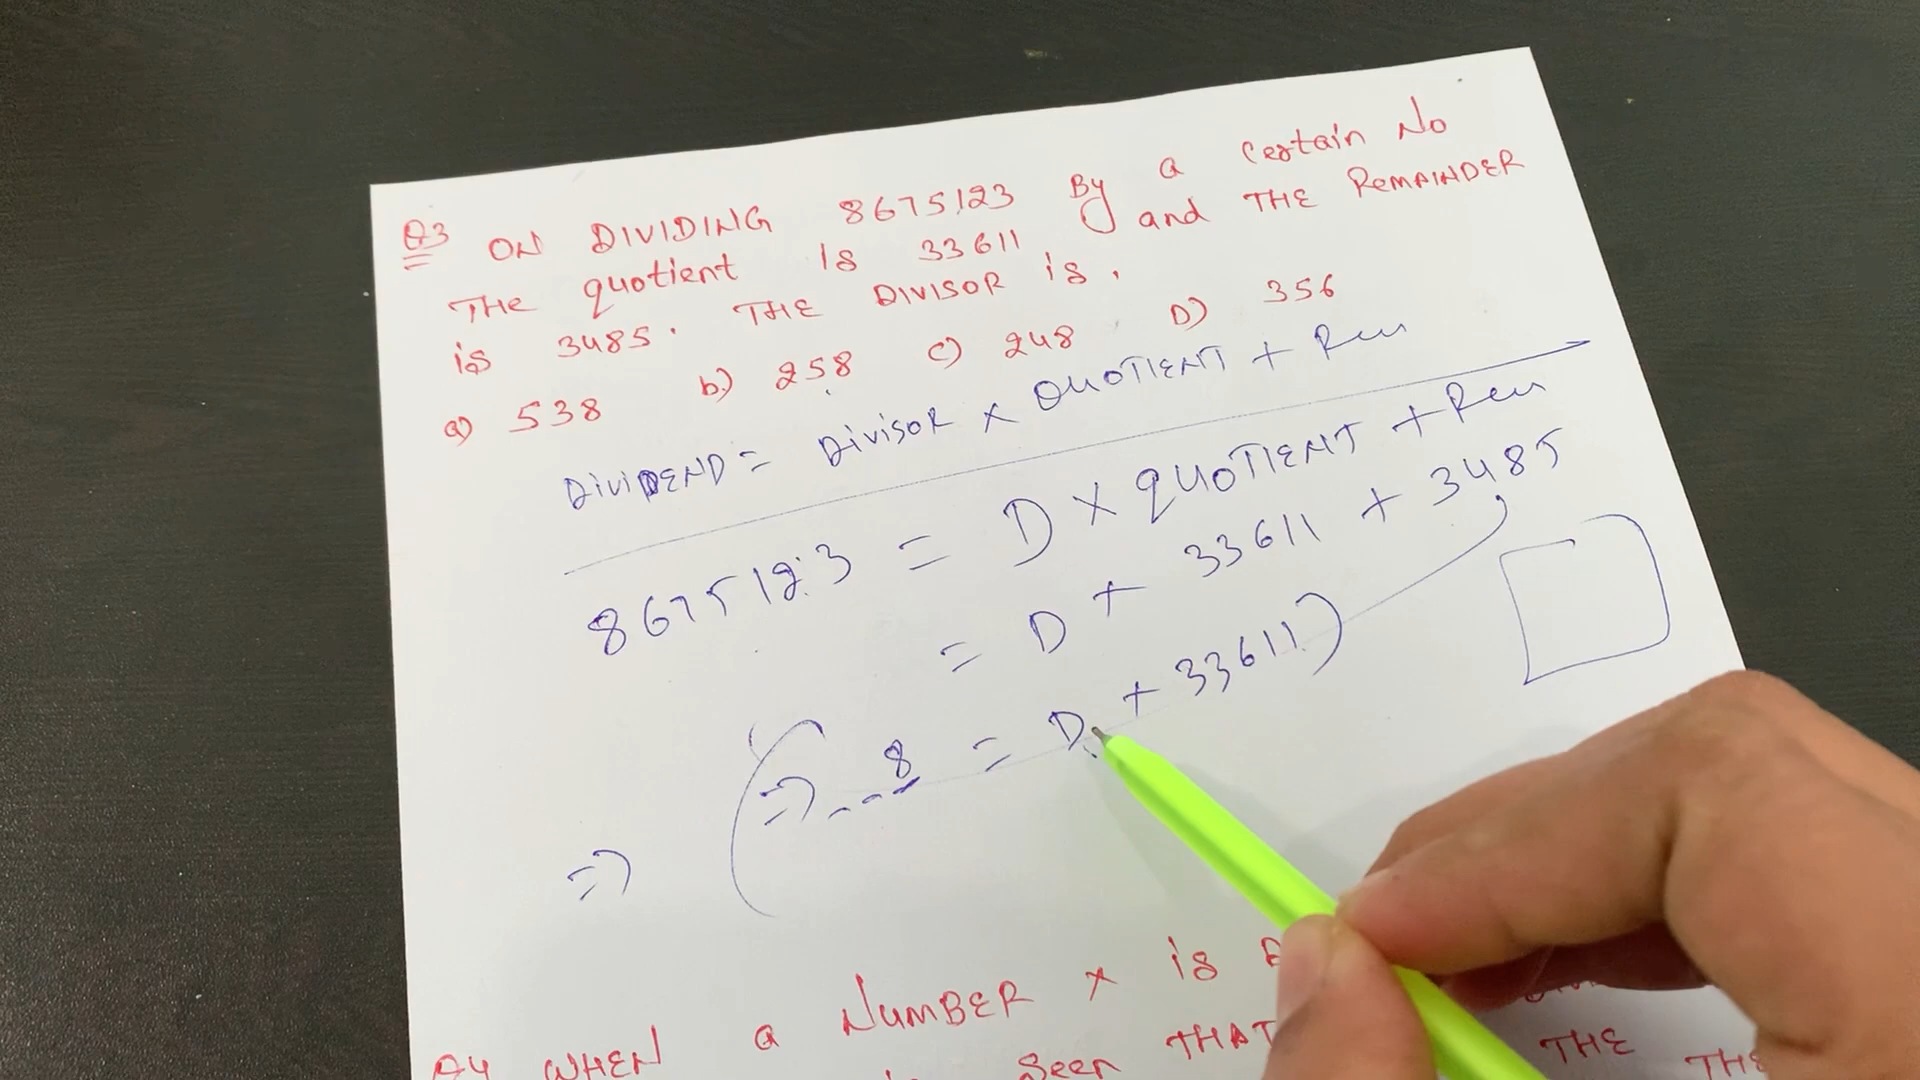 Q3 ON DIVIDING 8675123 By a certain No
THE quotient is 33611, and THE REMAINDER
is 3485. THE DIVISOR is.
a) 538 b) 258 c) 248 D) 356
DIVIDEND = DIVISOR × QUOTIENT + Rem
8675123 = D × QUOTIENT + Rem
= D + 33611 + 3485
=> - - 8 = D + 33611)
=>
Q4 WHEN a NUMBER x is
seen THAT THE THE